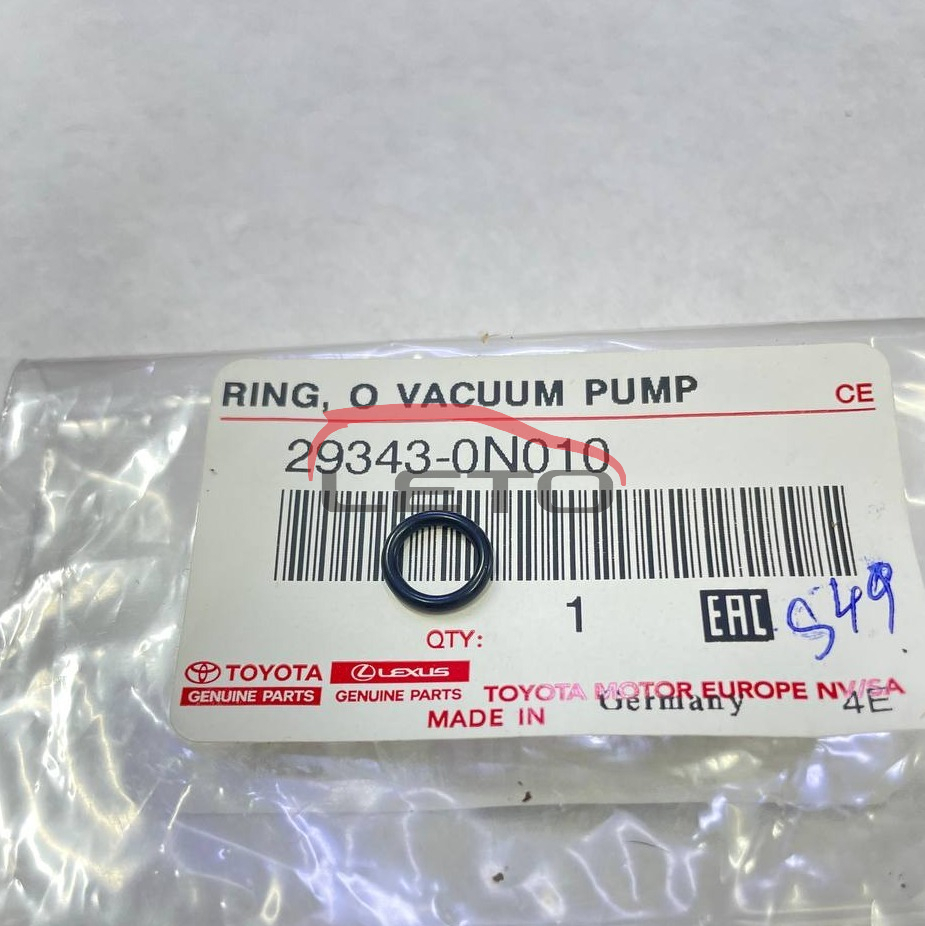 RING, O VACUUM PUMP CE
29343-0N010
LETO
QTY: 1 EAC S49
TOYOTA LEXUS
GENUINE PARTS GENUINE PARTS TOYOTA MOTOR EUROPE NV/SA
MADE IN Germany 4E